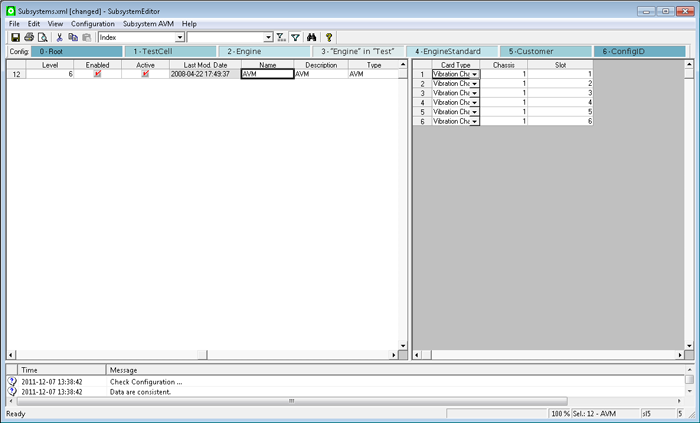 Subsystems.xml [changed] - SubsystemEditor
File Edit View Configuration Subsystem AVM Help
Index
Config: 0 - Root 1 - TestCell 2 - Engine 3 - "Engine" in "Test" 4 - EngineStandard 5 - Customer 6 - ConfigID
Level Enabled Active Last Mod. Date Name Description Type
12 6 2008-04-22 17:49:37 AVM AVM AVM
Card Type Chassis Slot
1 Vibration Cha 1 1
2 Vibration Cha 1 2
3 Vibration Cha 1 3
4 Vibration Cha 1 4
5 Vibration Cha 1 5
6 Vibration Cha 1 6
Time Message
2011-12-07 13:38:42 Check Configuration ...
2011-12-07 13:38:42 Data are consistent.
Ready 100 % Sel.: 12 - AVM sl5 5